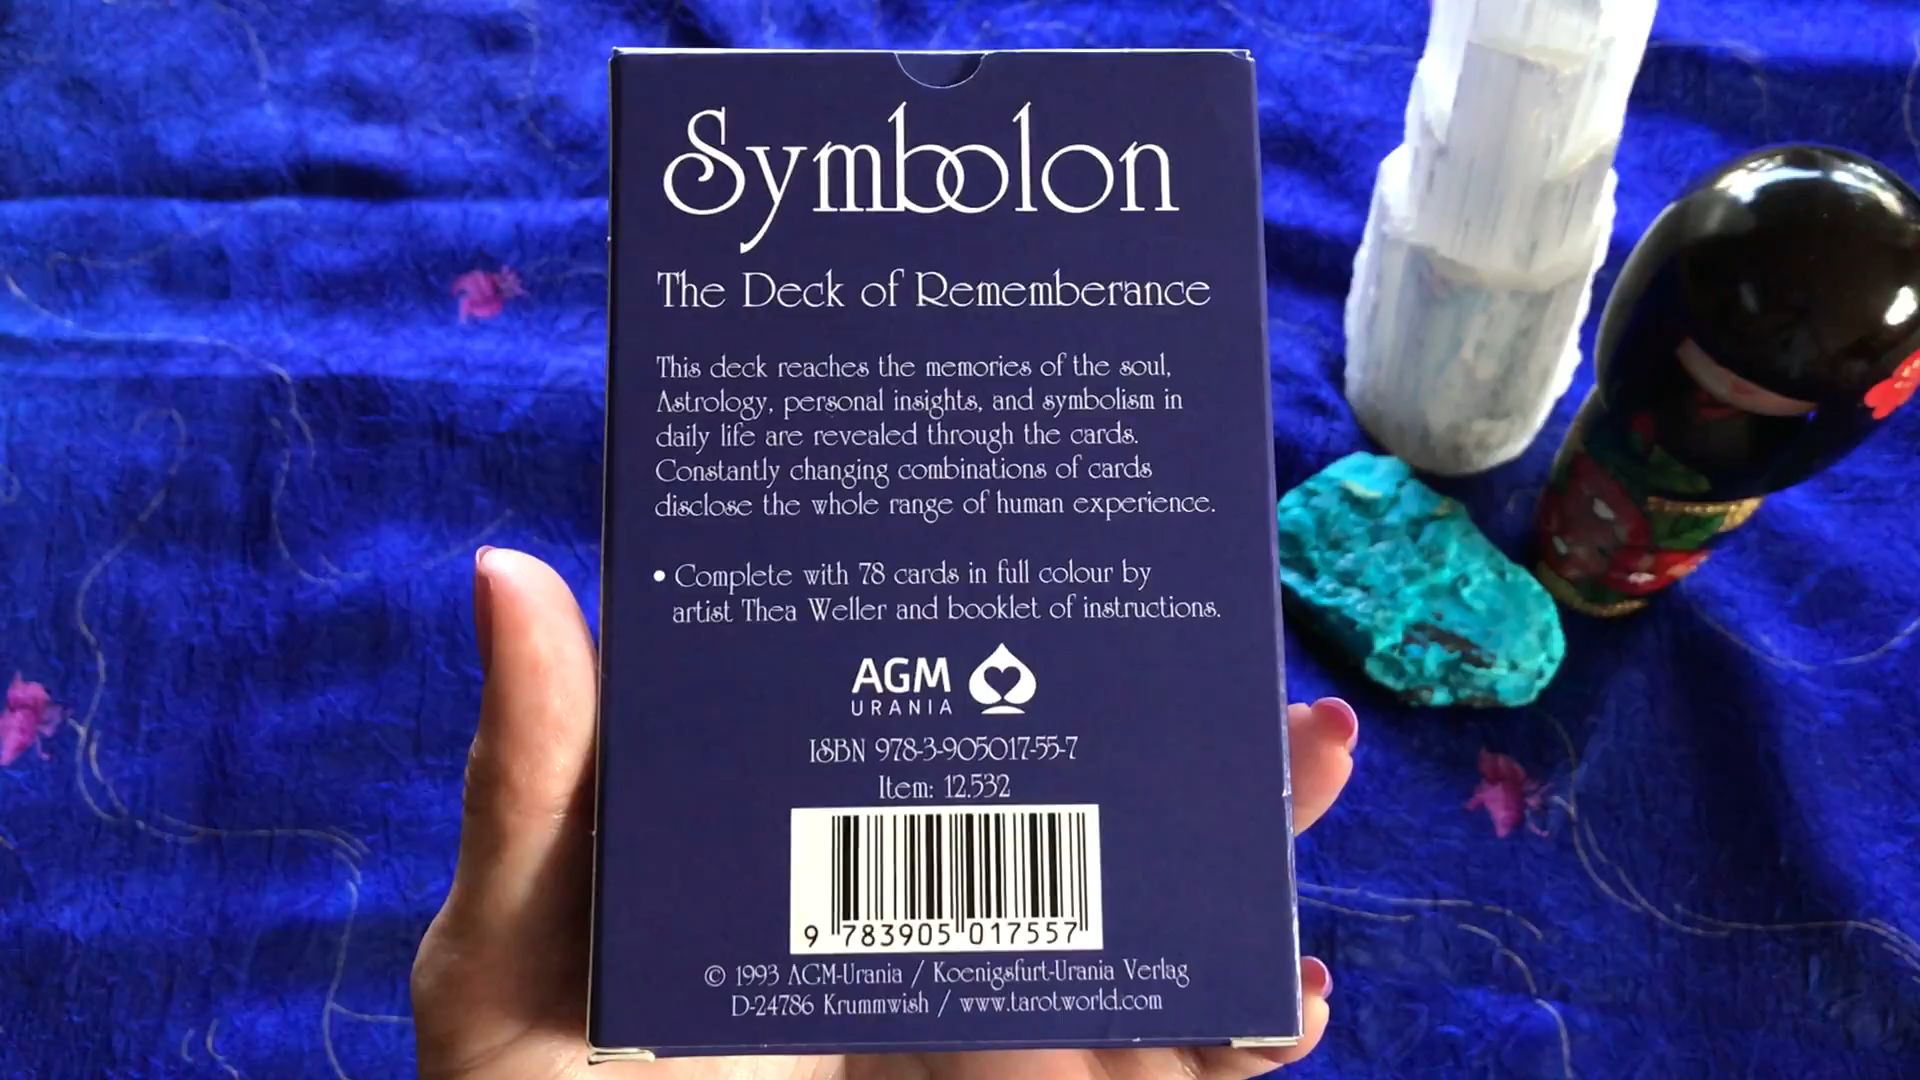 Symbolon
The Deck of Rememberance
This deck reaches the memories of the soul,
Astrology, personal insights, and symbolism in
daily life are revealed through the cards.
Constantly changing combinations of cards
disclose the whole range of human experience.
• Complete with 78 cards in full colour by
artist Thea Weller and booklet of instructions.
AGM
URANIA
ISBN 978-3-905017-55-7
Item: 12.532
9 783905 017557
© 1993 AGM-Urania / Koenigsfurt-Urania Verlag
D-24786 Krummwish / www.tarotworld.com